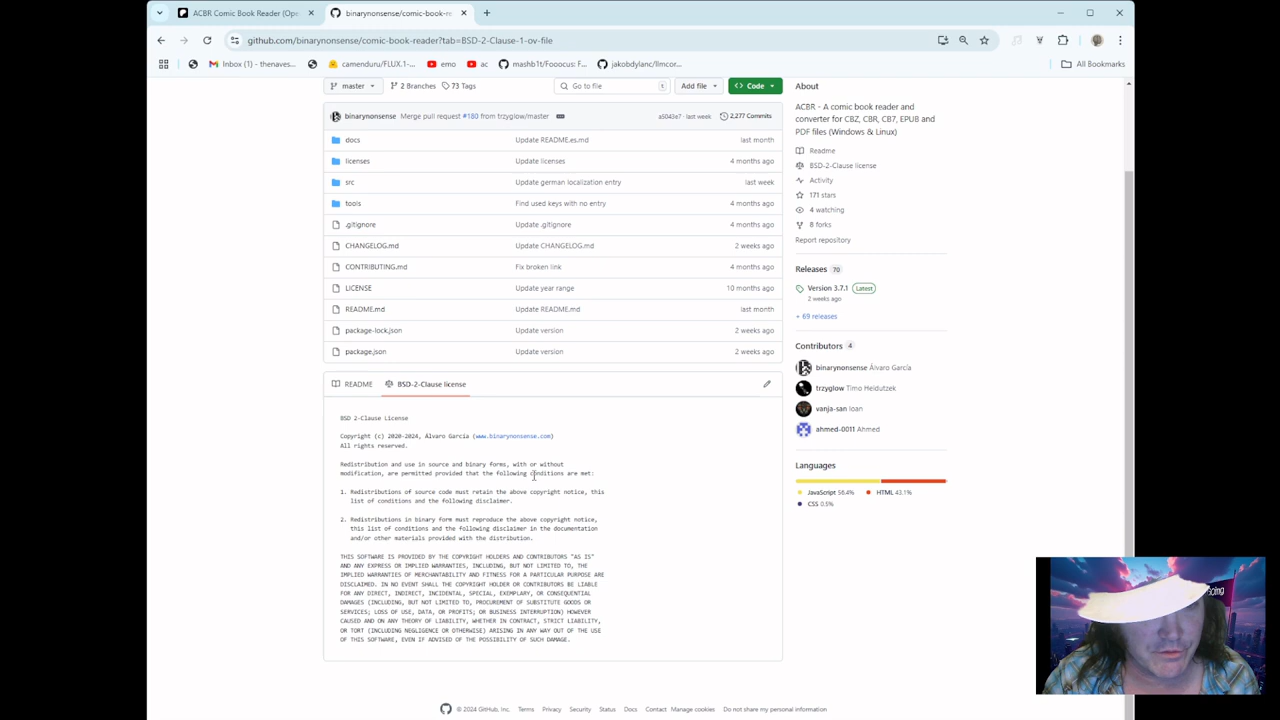 ACBR Comic Book Reader (Ope
binarynonsense/comic-book-re
github.com/binarynonsense/comic-book-reader?tab=BSD-2-Clause-1-ov-file
Inbox (1) - thenaves...
camenduru/FLUX.1-...
emo
ac
mashb1t/Fooocus: F...
jakobdylanc/llmcor...
All Bookmarks
master
2 Branches
73 Tags
Go to file
t
Add file
Code
binarynonsense Merge pull request #180 from trzyglow/master
a5043e7 · last week
2,277 Commits
docs Update README.es.md last month
licenses Update licenses 4 months ago
src Update german localization entry last week
tools Find used keys with no entry 4 months ago
.gitignore Update .gitignore 4 months ago
CHANGELOG.md Update CHANGELOG.md 2 weeks ago
CONTRIBUTING.md Fix broken link 4 months ago
LICENSE Update year range 10 months ago
README.md Update README.md last month
package-lock.json Update version 2 weeks ago
package.json Update version 2 weeks ago
README
BSD-2-Clause license
BSD 2-Clause License
Copyright (c) 2020-2024, Álvaro García (www.binarynonsense.com)
All rights reserved.
Redistribution and use in source and binary forms, with or without
modification, are permitted provided that the following conditions are met:
1. Redistributions of source code must retain the above copyright notice, this
list of conditions and the following disclaimer.
2. Redistributions in binary form must reproduce the above copyright notice,
this list of conditions and the following disclaimer in the documentation
and/or other materials provided with the distribution.
THIS SOFTWARE IS PROVIDED BY THE COPYRIGHT HOLDERS AND CONTRIBUTORS "AS IS"
AND ANY EXPRESS OR IMPLIED WARRANTIES, INCLUDING, BUT NOT LIMITED TO, THE
IMPLIED WARRANTIES OF MERCHANTABILITY AND FITNESS FOR A PARTICULAR PURPOSE ARE
DISCLAIMED. IN NO EVENT SHALL THE COPYRIGHT HOLDER OR CONTRIBUTORS BE LIABLE
FOR ANY DIRECT, INDIRECT, INCIDENTAL, SPECIAL, EXEMPLARY, OR CONSEQUENTIAL
DAMAGES (INCLUDING, BUT NOT LIMITED TO, PROCUREMENT OF SUBSTITUTE GOODS OR
SERVICES; LOSS OF USE, DATA, OR PROFITS; OR BUSINESS INTERRUPTION) HOWEVER
CAUSED AND ON ANY THEORY OF LIABILITY, WHETHER IN CONTRACT, STRICT LIABILITY,
OR TORT (INCLUDING NEGLIGENCE OR OTHERWISE) ARISING IN ANY WAY OUT OF THE USE
OF THIS SOFTWARE, EVEN IF ADVISED OF THE POSSIBILITY OF SUCH DAMAGE.
About
ACBR - A comic book reader and
converter for CBZ, CBR, CB7, EPUB and
PDF files (Windows & Linux)
Readme
BSD-2-Clause license
Activity
171 stars
4 watching
8 forks
Report repository
Releases 70
Version 3.7.1 Latest
2 weeks ago
+ 69 releases
Contributors 4
binarynonsense Álvaro García
trzyglow Timo Heidutzek
vanja-san Ioan
ahmed-0011 Ahmed
Languages
JavaScript 56.4% HTML 43.1%
CSS 0.5%
© 2024 GitHub, Inc. Terms Privacy Security Status Docs Contact Manage cookies Do not share my personal information